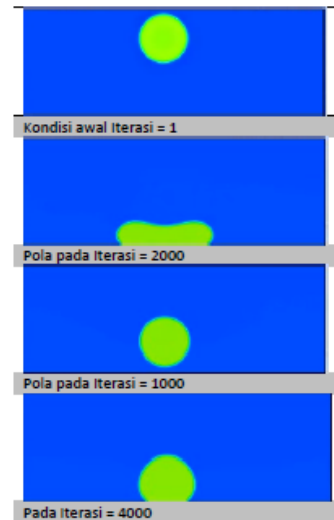 Kondisi awal Iterasi = 1
Pola pada Iterasi = 2000
Pola pada Iterasi = 1000
Pada Iterasi = 4000